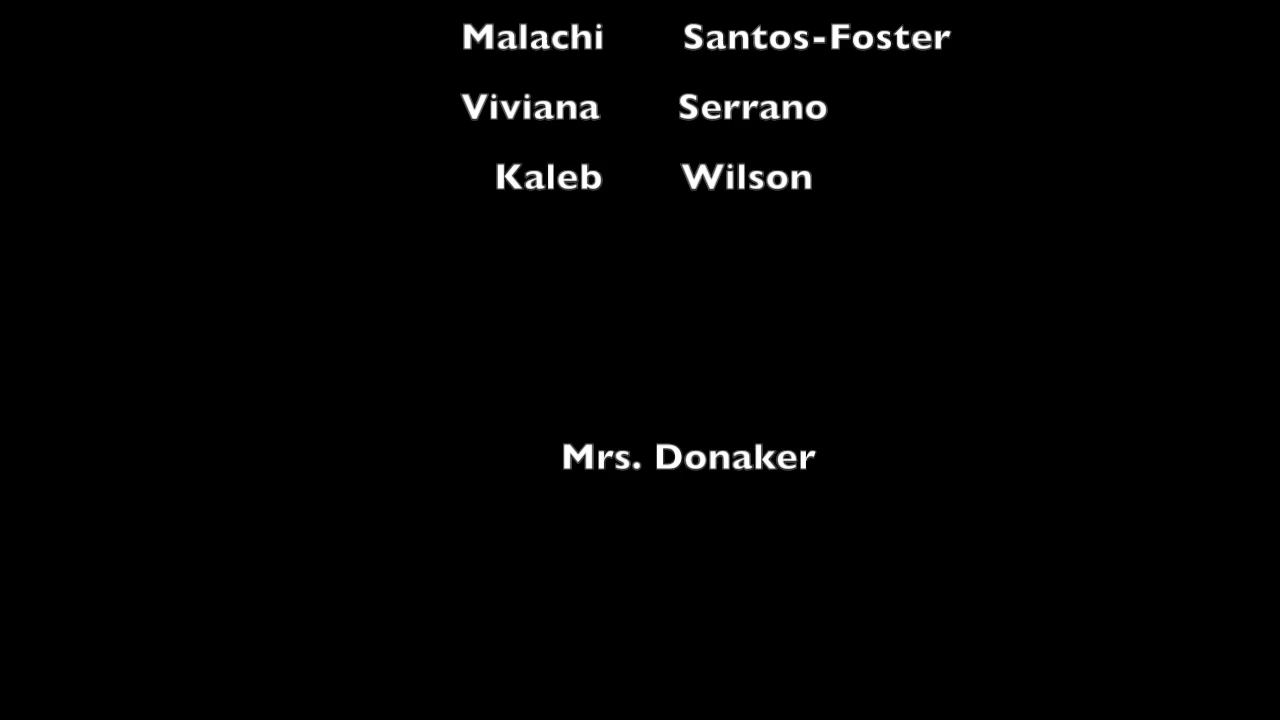 Malachi Santos-Foster
Viviana Serrano
Kaleb Wilson
Mrs. Donaker